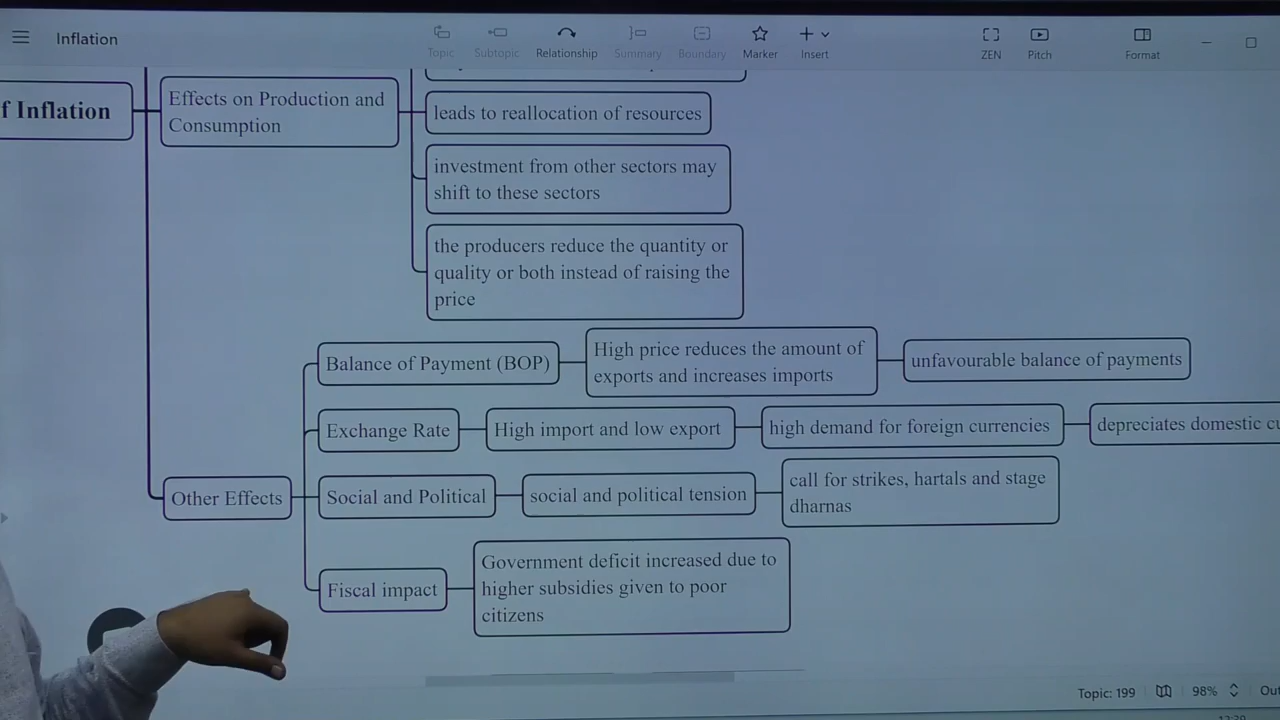 Inflation
Topic
Subtopic
Relationship
Summary
Boundary
Marker
Insert
ZEN
Pitch
Format
f Inflation
Effects on Production and
Consumption
leads to reallocation of resources
investment from other sectors may
shift to these sectors
the producers reduce the quantity or
quality or both instead of raising the
price
Balance of Payment (BOP)
High price reduces the amount of
exports and increases imports
unfavourable balance of payments
Exchange Rate
High import and low export
high demand for foreign currencies
depreciates domestic cu
Other Effects
Social and Political
social and political tension
call for strikes, hartals and stage
dharnas
Fiscal impact
Government deficit increased due to
higher subsidies given to poor
citizens
Topic: 199
98%
Out